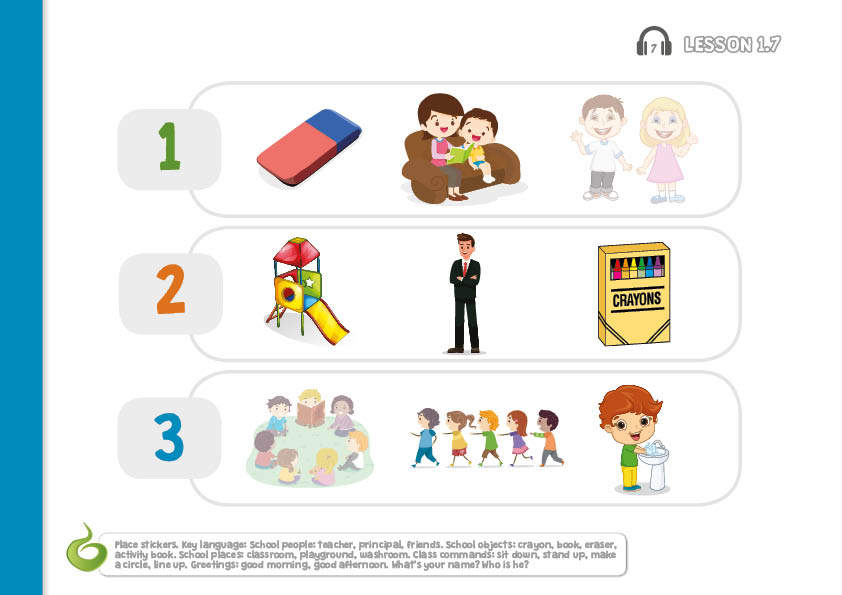 7 LESSON 1.7
1
2
CRAYONS
3
Place stickers. Key language: School people: teacher, principal, friends. School objects: crayon, book, eraser,
activity book. School places: classroom, playground, washroom. Class commands: sit down, stand up, make
a circle, line up. Greetings: good morning, good afternoon. What's your name? Who is he?